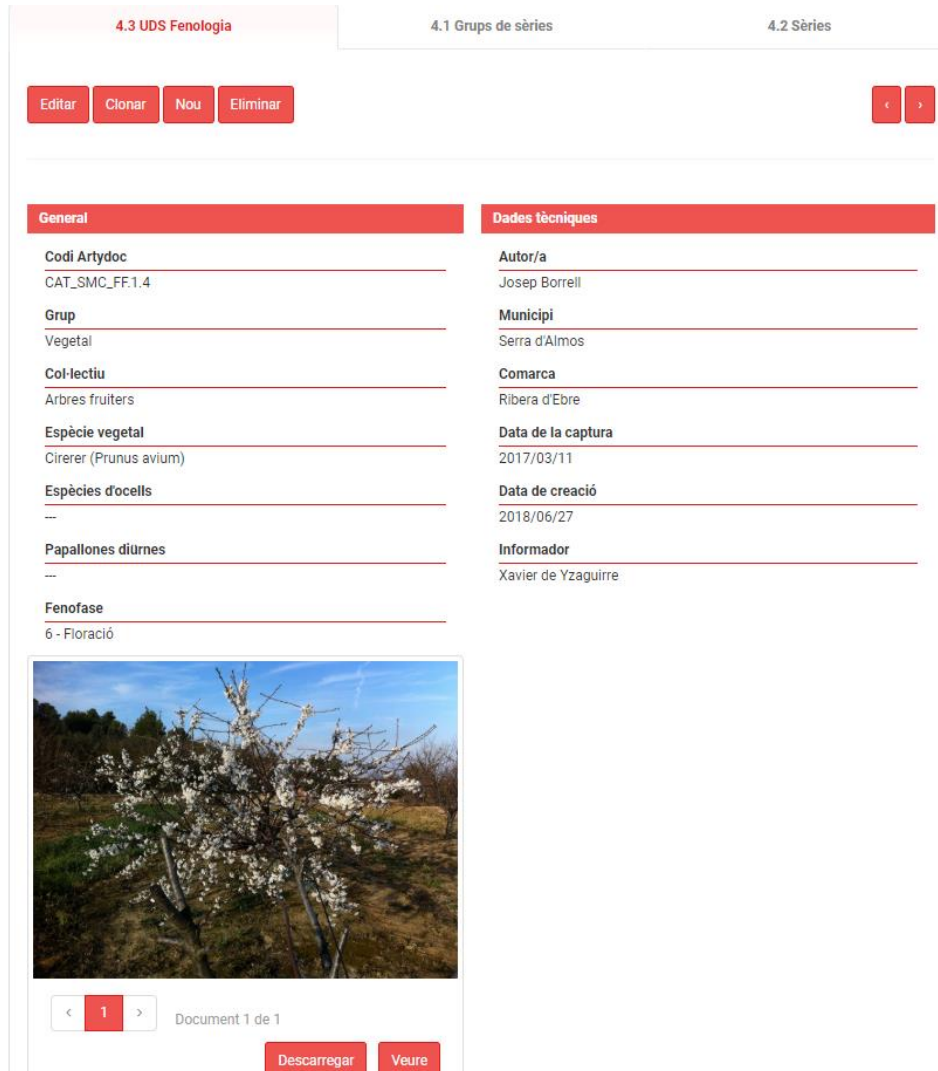 4.3 UDS Fenologia
4.1 Grups de sèries
4.2 Sèries
Editar
Clonar
Nou
Eliminar
‹
›
General
Codi Artydoc
CAT_SMC_FF.1.4
Grup
Vegetal
Col·lectiu
Arbres fruiters
Espècie vegetal
Cirerer (Prunus avium)
Espècies d'ocells
---
Papallones diürnes
---
Fenofase
6 - Floració
Dades tècniques
Autor/a
Josep Borrell
Municipi
Serra d'Almos
Comarca
Ribera d'Ebre
Data de la captura
2017/03/11
Data de creació
2018/06/27
Informador
Xavier de Yzaguirre
‹ 1 ›
Document 1 de 1
Descarregar
Veure